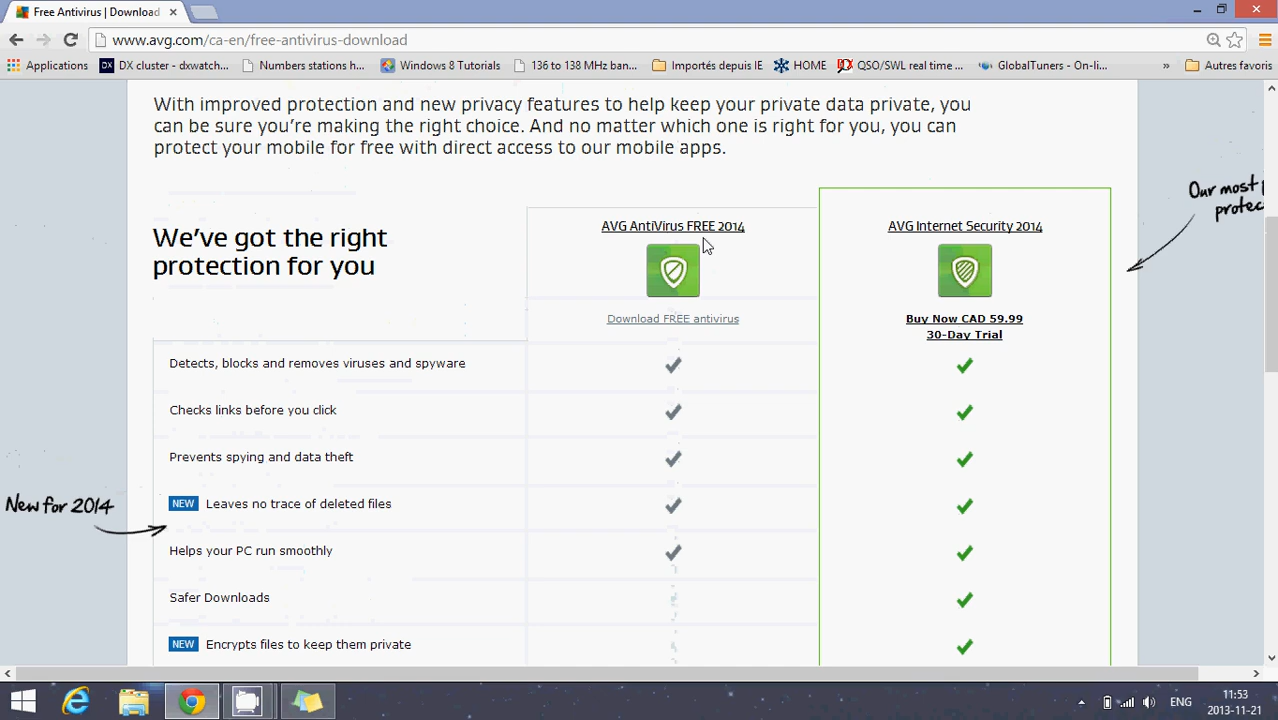 Free Antivirus | Download
www.avg.com/ca-en/free-antivirus-download
Applications DX cluster - dxwatch... Numbers stations h... Windows 8 Tutorials 136 to 138 MHz ban... Importés depuis IE HOME QSO/SWL real time ... GlobalTuners - On-li... » Autres favoris
With improved protection and new privacy features to help keep your private data private, you
can be sure you're making the right choice. And no matter which one is right for you, you can
protect your mobile for free with direct access to our mobile apps.
Our most
We've got the right
protection for you
AVG AntiVirus FREE 2014
Download FREE antivirus
AVG Internet Security 2014
Buy Now CAD 59.99
30-Day Trial
Detects, blocks and removes viruses and spyware
Checks links before you click
Prevents spying and data theft
New for 2014
NEW Leaves no trace of deleted files
Helps your PC run smoothly
Safer Downloads
NEW Encrypts files to keep them private
ENG
11:53
2013-11-21